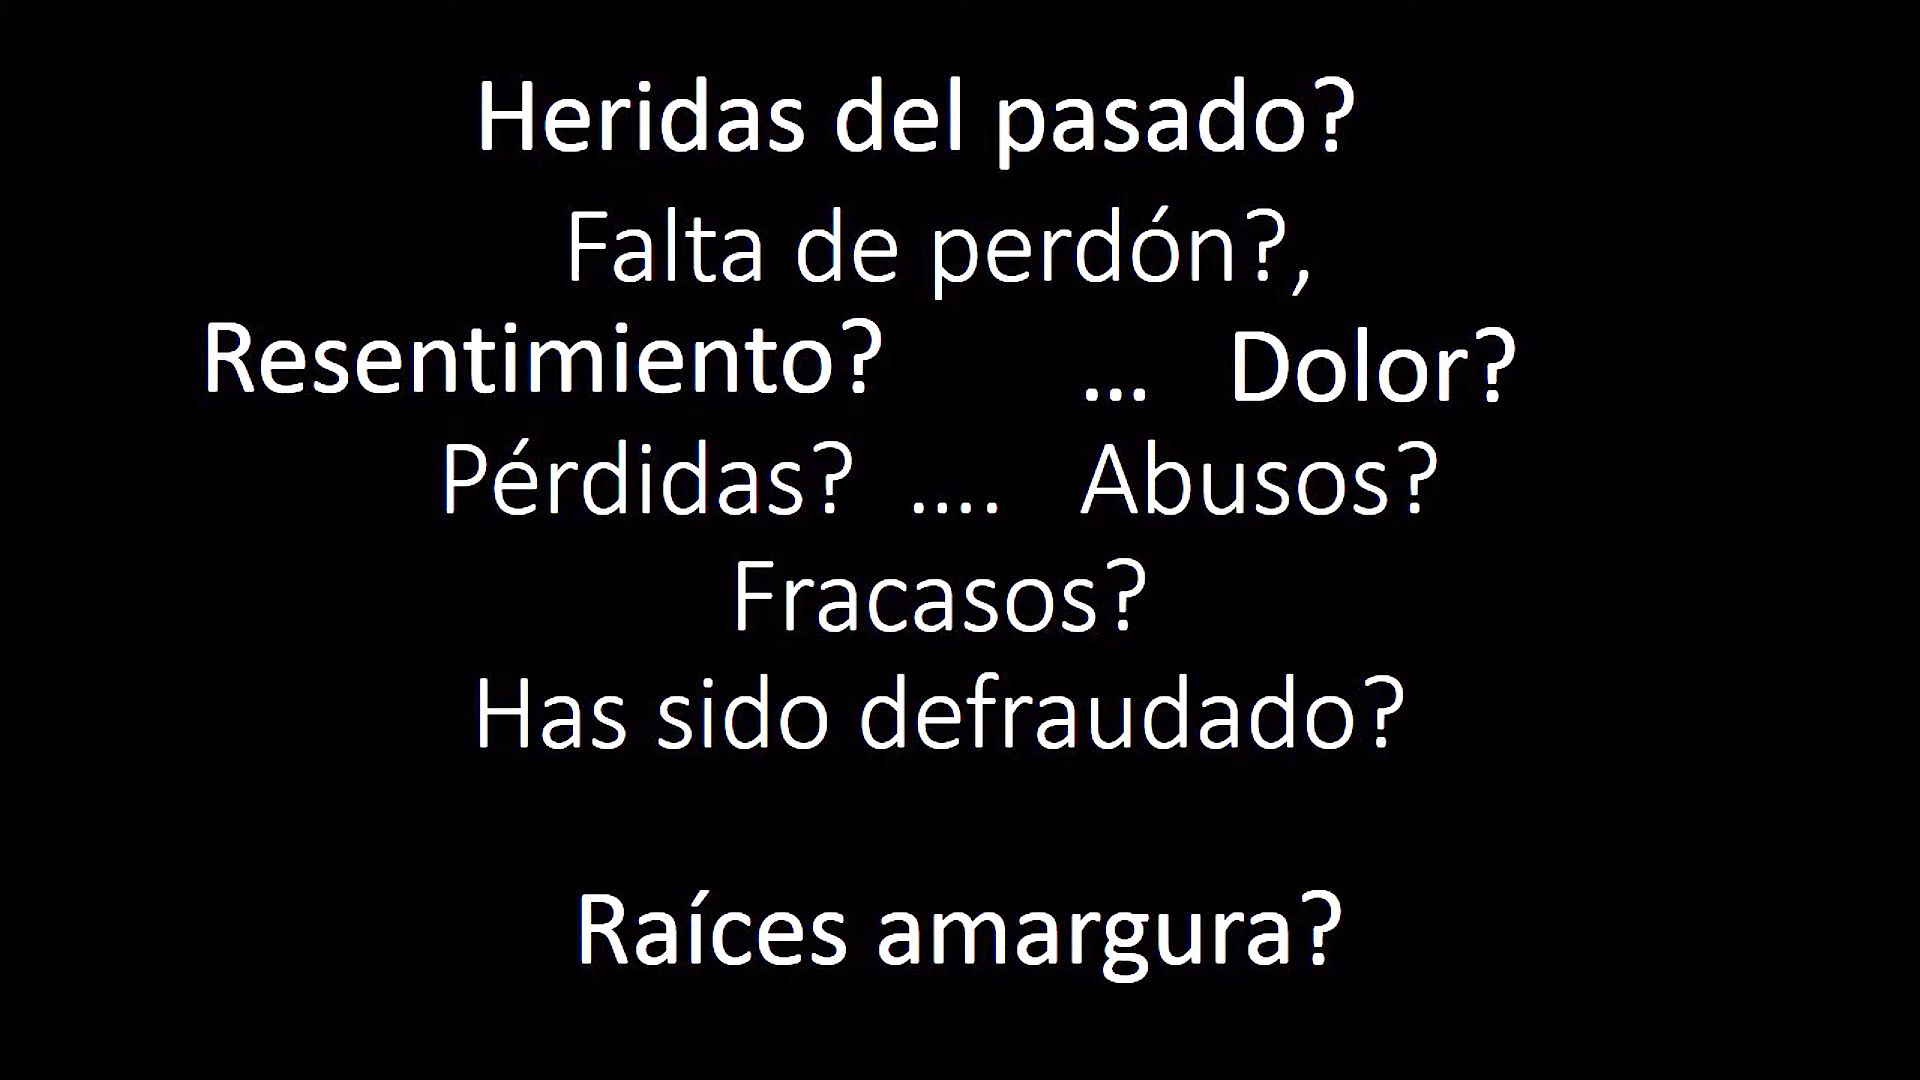 Heridas del pasado?
Falta de perdón?,
Resentimiento? ... Dolor?
Pérdidas? .... Abusos?
Fracasos?
Has sido defraudado?
Raíces amargura?